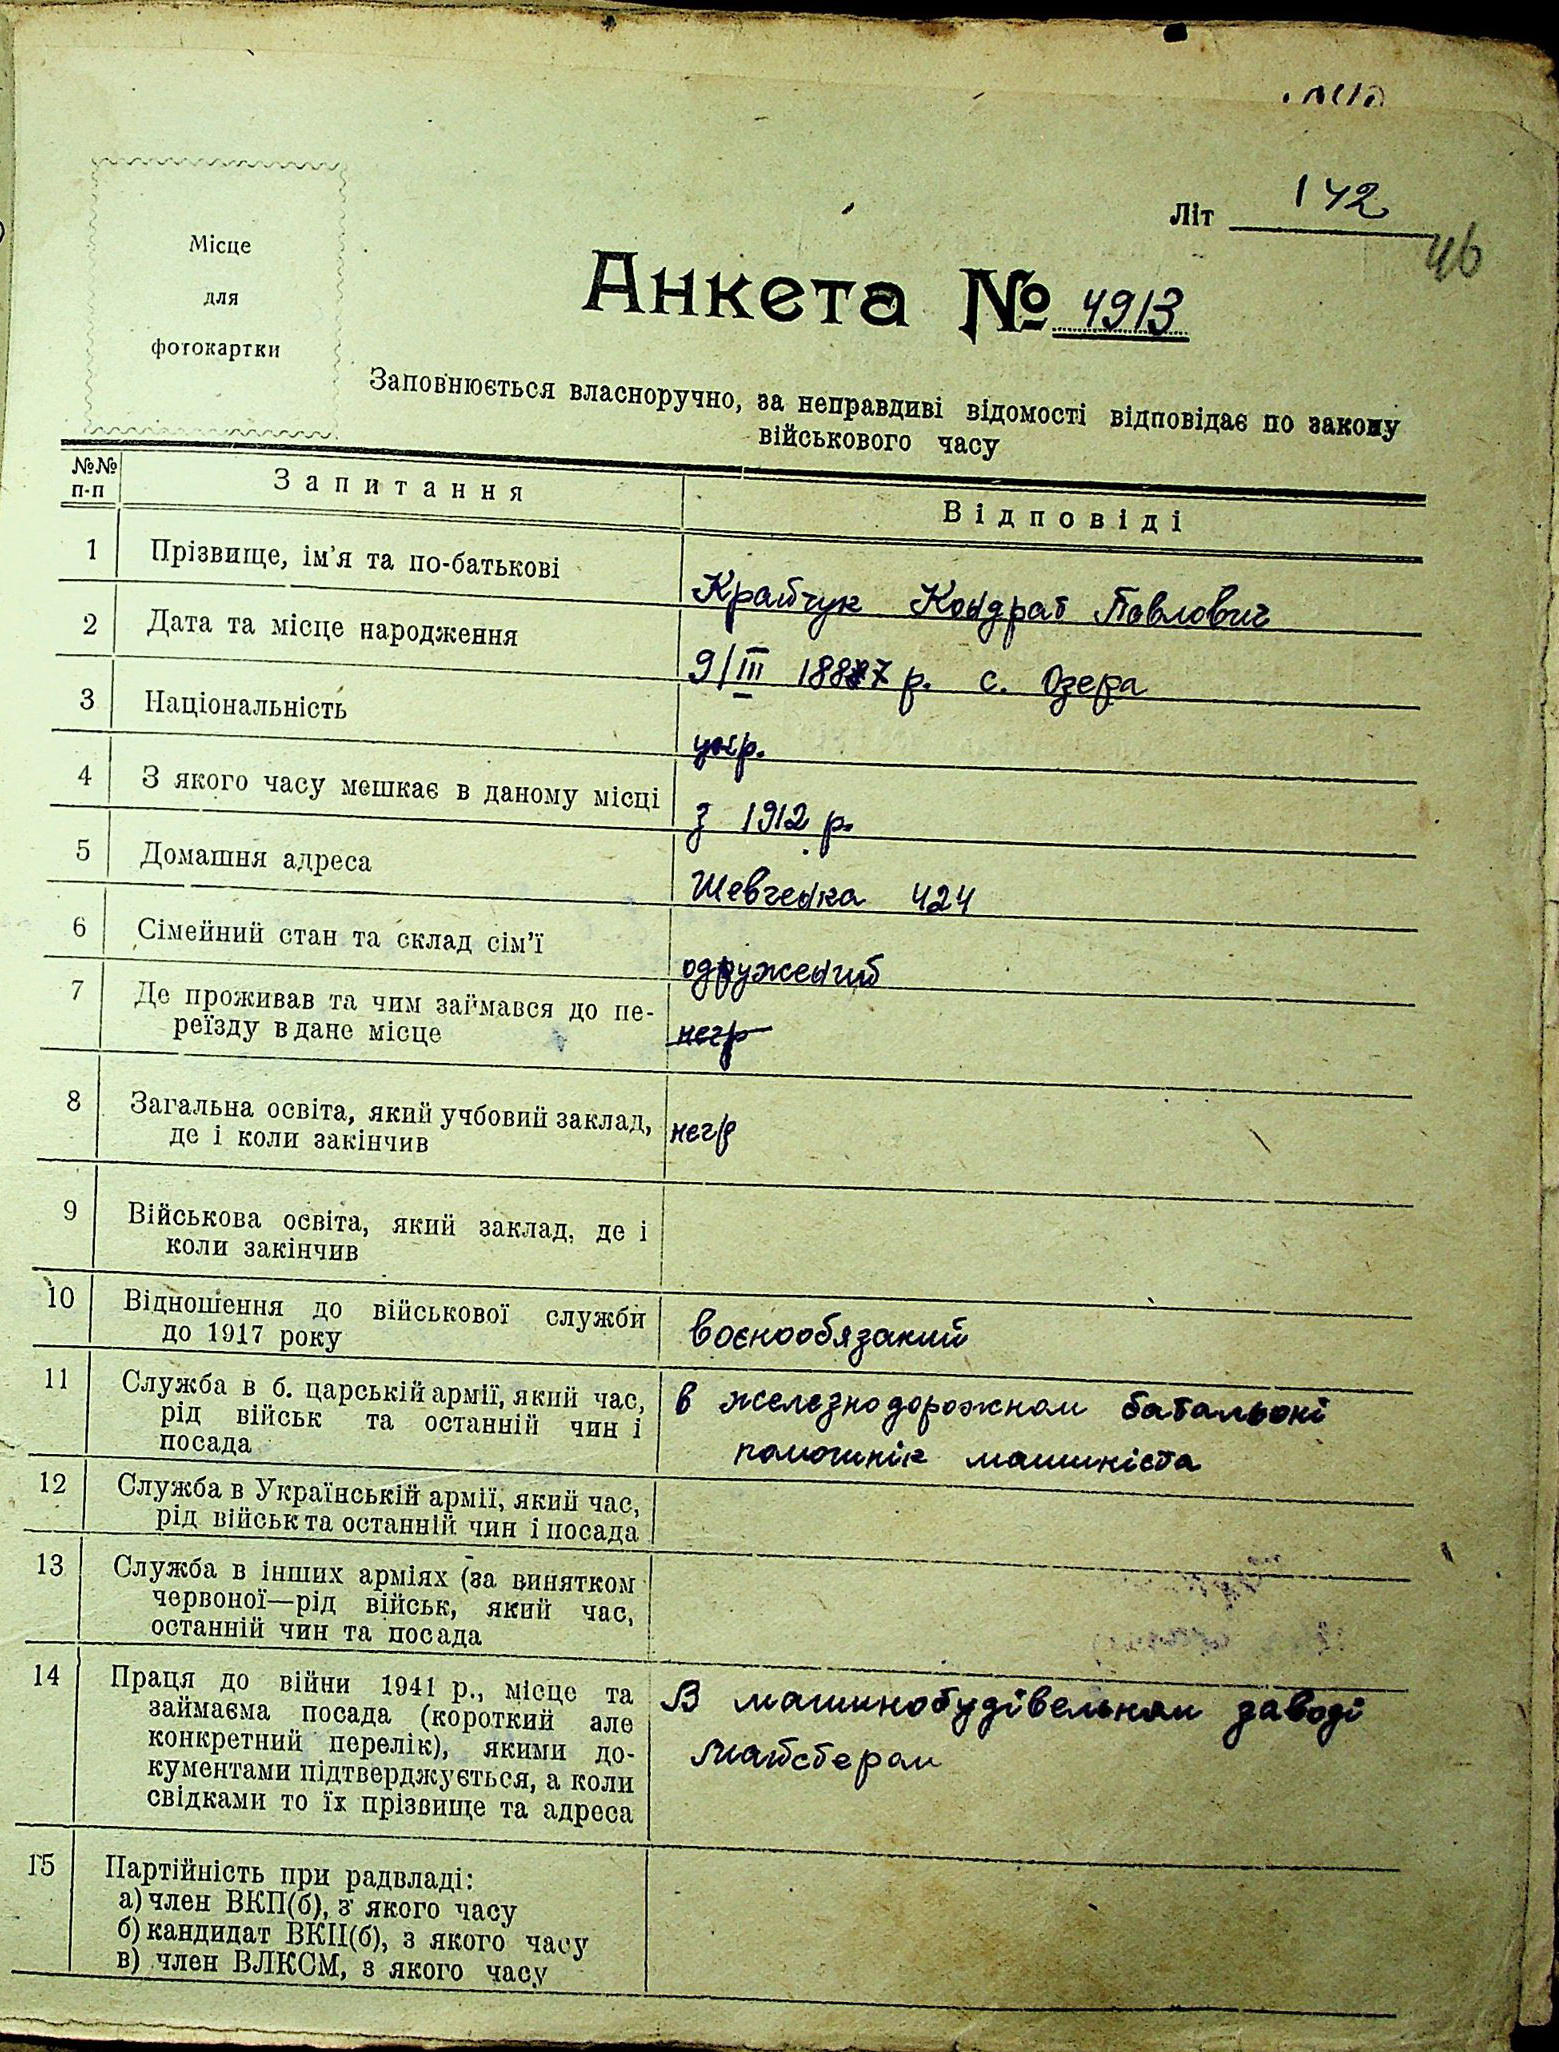 Літ 142
46
Місце
для
фотокартки
Анкета № 4913
Заповнюється власноручно, за неправдиві відомості відповідає по закону
військового часу
№№ п-п Запитання Відповіді
1 Прізвище, ім'я та по-батькові Крайчук Кондрат Павлович
2 Дата та місце народження 9/III 1887 р. с. Озера
3 Національність укр.
4 З якого часу мешкає в даному місці з 1912 р.
5 Домашня адреса Шевченка 424
6 Сімейний стан та склад сім'ї одружений
7 Де проживав та чим займався до пе-
реїзду в дане місце
8 Загальна освіта, який учбовий заклад,
де і коли закінчив
9 Військова освіта, який заклад, де і
коли закінчив
10 Відношення до військової служби
до 1917 року воєнообязаний
11 Служба в б. царській армії, який час, в железнодорожном батальоні
рід військ та останній чин і помошнік машиніста
посада
12 Служба в Українській армії, який час,
рід військ та останній чин і посада
13 Служба в інших арміях (за винятком
червоної—рід військ, який час,
останній чин та посада
14 Праця до війни 1941 р., місце та В машинобудівельном заводі
займаєма посада (короткий але майстером
конкретний перелік), якими до-
кументами підтверджується, а коли
свідками то їх прізвище та адреса
15 Партійність при радвладі:
а) член ВКП(б), з якого часу
б) кандидат ВКП(б), з якого часу
в) член ВЛКСМ, з якого часу